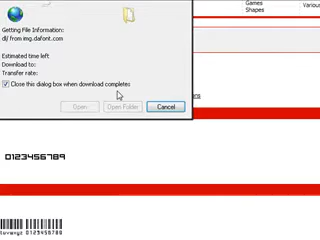 Games
Shapes
Various
Getting File Information:
dl/ from img.dafont.com
Estimated time left
Download to:
Transfer rate:
Close this dialog box when download completes
Open
Open Folder
Cancel
0123456789
0123456789